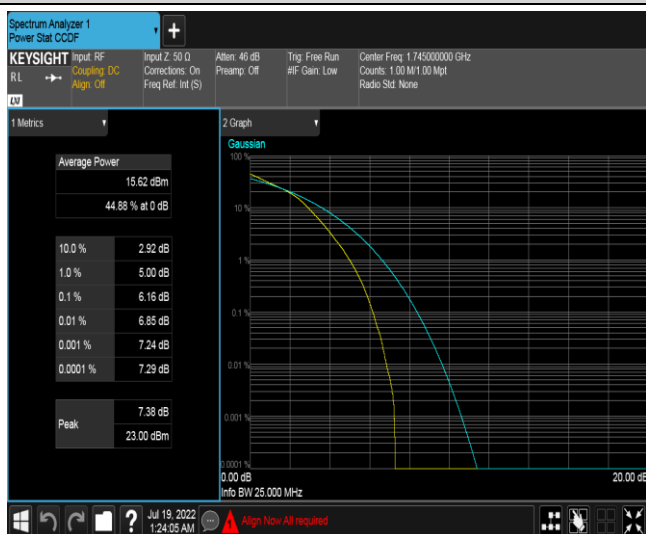 Spectrum Analyzer 1
Power Stat CCDF
+
KEYSIGHT
RL
LXI
Input: RF
Coupling: DC
Align: Off
Input Z: 50 Ω
Corrections: On
Freq Ref: Int (S)
Atten: 46 dB
Preamp: Off
Trig: Free Run
#IF Gain: Low
Center Freq: 1.745000000 GHz
Counts: 1.00 M/1.00 Mpt
Radio Std: None
1 Metrics
Average Power
15.62 dBm
44.88 % at 0 dB
10.0 % 2.92 dB
1.0 % 5.00 dB
0.1 % 6.16 dB
0.01 % 6.85 dB
0.001 % 7.24 dB
0.0001 % 7.29 dB
Peak
7.38 dB
23.00 dBm
2 Graph
Gaussian
100 %
10 %
1 %
0.1 %
0.01 %
0.001 %
0.0001 %
0.00 dB
20.00 dB
Info BW 25.000 MHz
?
Jul 19, 2022
1:24:05 AM
Align Now All required